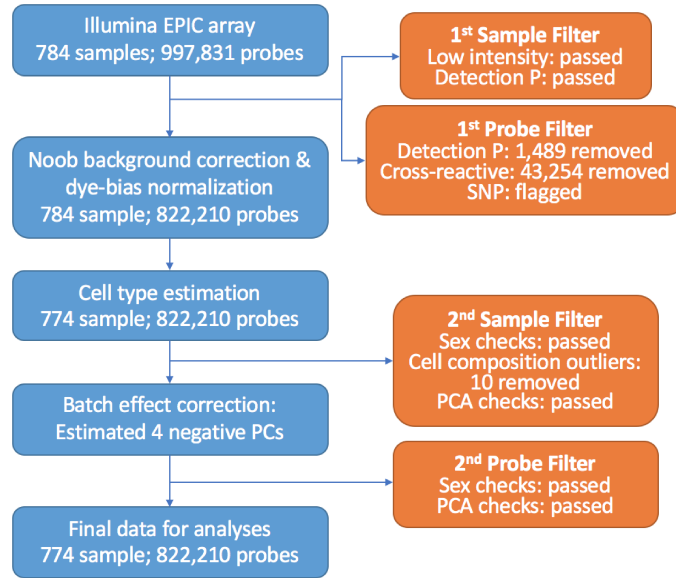 Illumina EPIC array
784 samples; 997,831 probes
1st Sample Filter
Low intensity: passed
Detection P: passed
1st Probe Filter
Detection P: 1,489 removed
Cross-reactive: 43,254 removed
SNP: flagged
Noob background correction &
dye-bias normalization
784 sample; 822,210 probes
Cell type estimation
774 sample; 822,210 probes
2nd Sample Filter
Sex checks: passed
Cell composition outliers:
10 removed
PCA checks: passed
Batch effect correction:
Estimated 4 negative PCs
2nd Probe Filter
Sex checks: passed
PCA checks: passed
Final data for analyses
774 sample; 822,210 probes